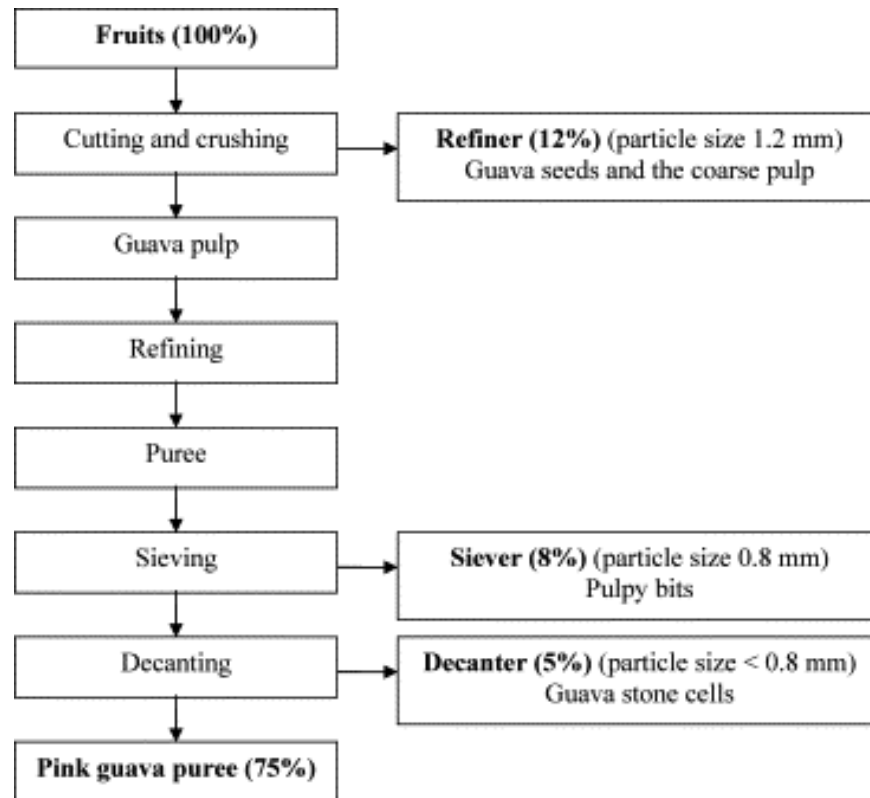 Fruits (100%)
Cutting and crushing
Refiner (12%) (particle size 1.2 mm)
Guava seeds and the coarse pulp
Guava pulp
Refining
Puree
Sieving
Siever (8%) (particle size 0.8 mm)
Pulpy bits
Decanting
Decanter (5%) (particle size < 0.8 mm)
Guava stone cells
Pink guava puree (75%)